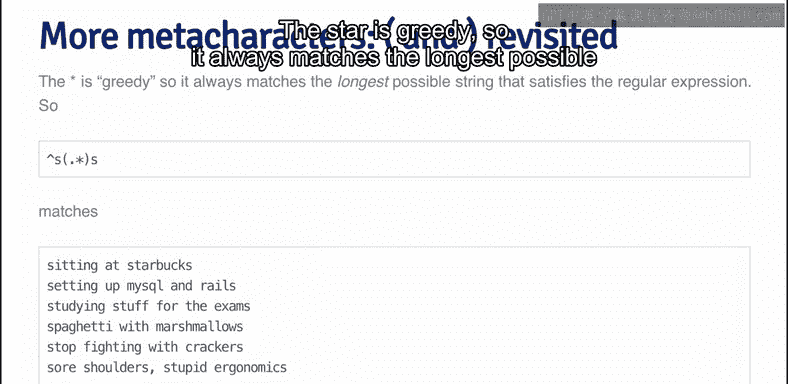 More metacharacters: ( and ) revisited
The star is greedy, so
it always matches the longest possible
The * is “greedy” so it always matches the longest possible string that satisfies the regular expression.
So
^s(.*)s
matches
sitting at starbucks
setting up mysql and rails
studying stuff for the exams
spaghetti with marshmallows
stop fighting with crackers
sore shoulders, stupid ergonomics